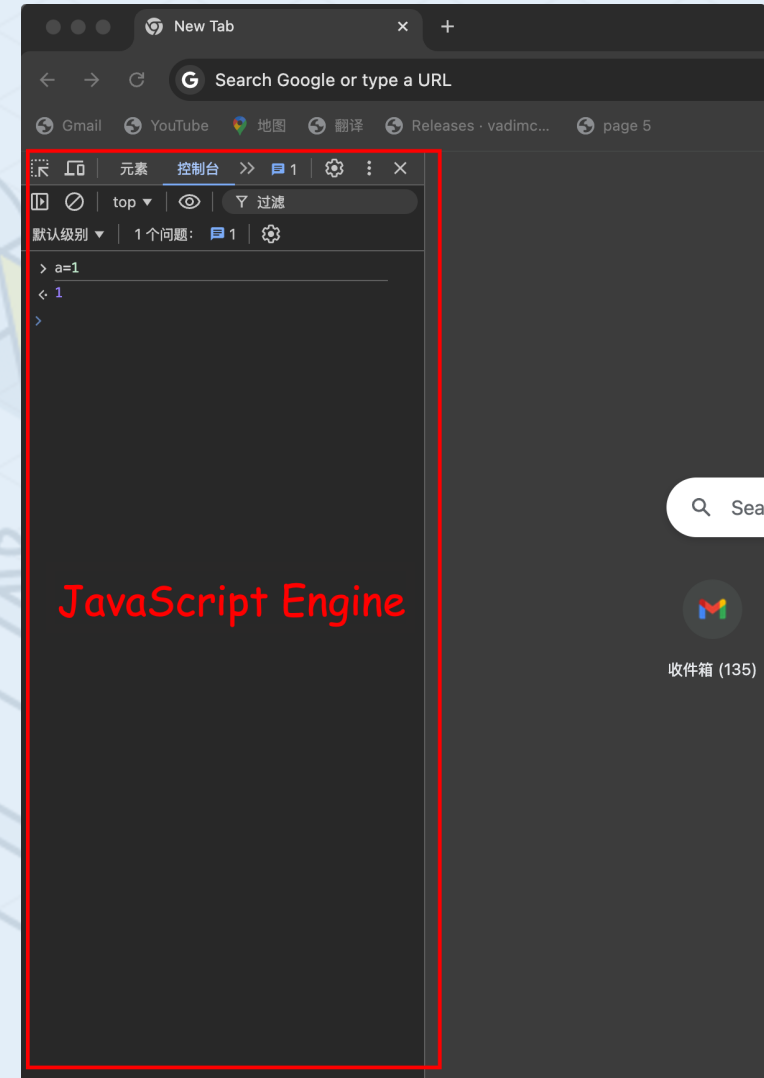 New Tab
Search Google or type a URL
Gmail YouTube 地图 翻译 Releases · vadimc... page 5
元素 控制台 1
top 过滤
默认级别 1 个问题: 1
> a=1
1
>
JavaScript Engine
Sea
收件箱 (135)